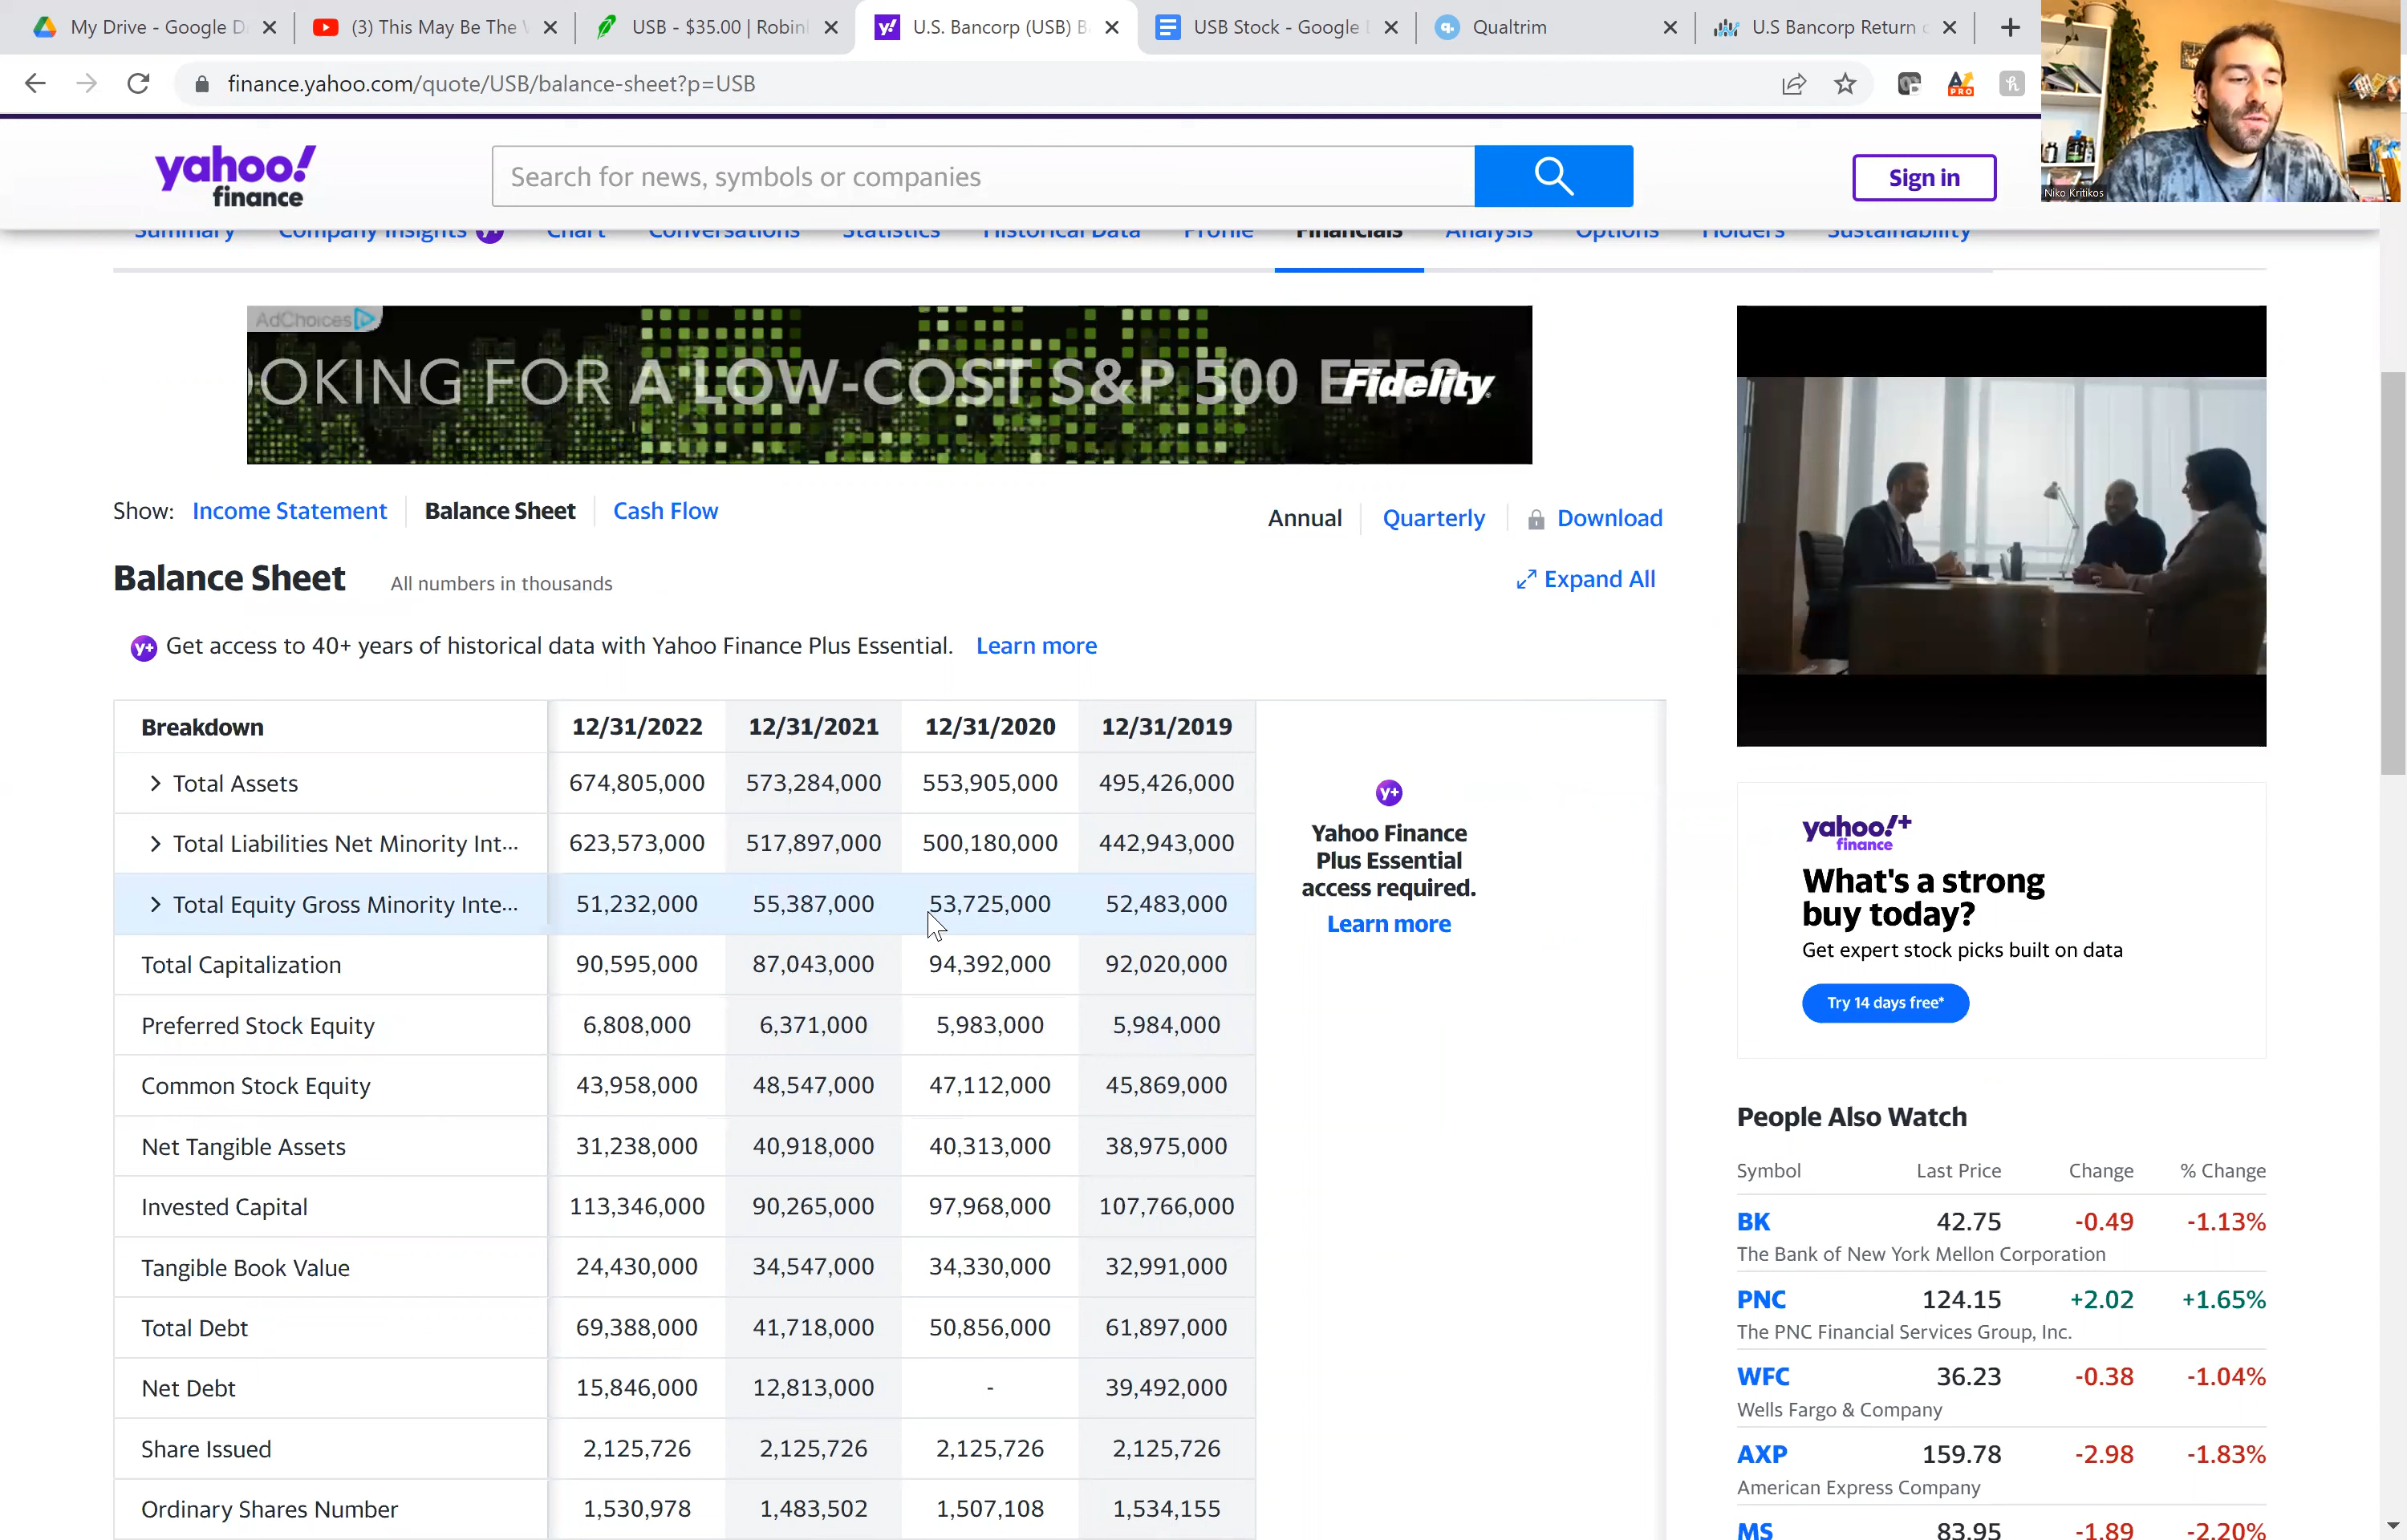 My Drive - Google D
(3) This May Be The
USB - $35.00 | Robin
U.S. Bancorp (USB) B
USB Stock - Google
Qualtrim
U.S Bancorp Return
finance.yahoo.com/quote/USB/balance-sheet?p=USB
PRO
Niko Kritikos
yahoo!
finance
Search for news, symbols or companies
Sign in
Summary Company Insights Chart Conversations Statistics Historical Data Profile Financials Analysis Options Holders Sustainability
AdChoices
OKING FOR A LOW-COST S&P 500 ETF?
Fidelity
Show: Income Statement Balance Sheet Cash Flow
Annual Quarterly Download
Balance Sheet All numbers in thousands
Expand All
y+ Get access to 40+ years of historical data with Yahoo Finance Plus Essential. Learn more
Breakdown 12/31/2022 12/31/2021 12/31/2020 12/31/2019
Total Assets 674,805,000 573,284,000 553,905,000 495,426,000
Total Liabilities Net Minority Int... 623,573,000 517,897,000 500,180,000 442,943,000
Total Equity Gross Minority Inte... 51,232,000 55,387,000 53,725,000 52,483,000
Total Capitalization 90,595,000 87,043,000 94,392,000 92,020,000
Preferred Stock Equity 6,808,000 6,371,000 5,983,000 5,984,000
Common Stock Equity 43,958,000 48,547,000 47,112,000 45,869,000
Net Tangible Assets 31,238,000 40,918,000 40,313,000 38,975,000
Invested Capital 113,346,000 90,265,000 97,968,000 107,766,000
Tangible Book Value 24,430,000 34,547,000 34,330,000 32,991,000
Total Debt 69,388,000 41,718,000 50,856,000 61,897,000
Net Debt 15,846,000 12,813,000 - 39,492,000
Share Issued 2,125,726 2,125,726 2,125,726 2,125,726
Ordinary Shares Number 1,530,978 1,483,502 1,507,108 1,534,155
y+
Yahoo Finance
Plus Essential
access required.
Learn more
yahoo!+
finance
What's a strong
buy today?
Get expert stock picks built on data
Try 14 days free*
People Also Watch
Symbol Last Price Change % Change
BK 42.75 -0.49 -1.13%
The Bank of New York Mellon Corporation
PNC 124.15 +2.02 +1.65%
The PNC Financial Services Group, Inc.
WFC 36.23 -0.38 -1.04%
Wells Fargo & Company
AXP 159.78 -2.98 -1.83%
American Express Company
MS 83.95 -1.89 -2.20%